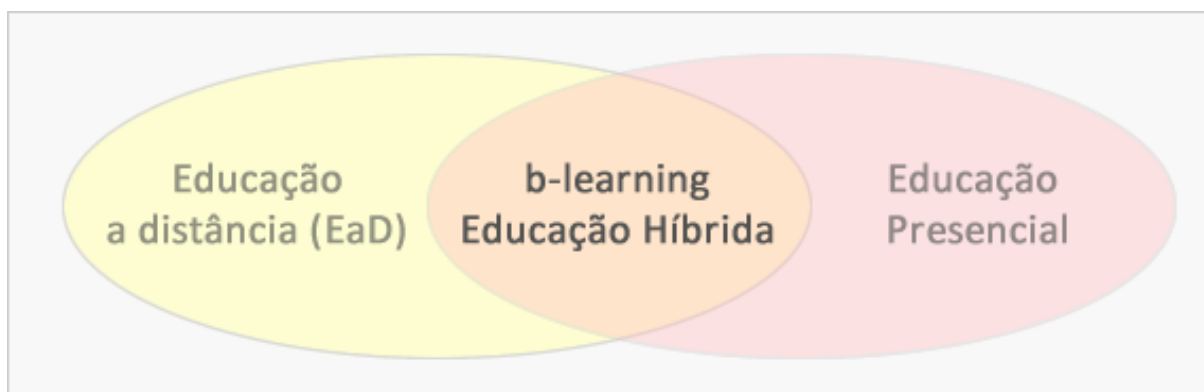 Educação
a distância (EaD)
b-learning
Educação Híbrida
Educação
Presencial